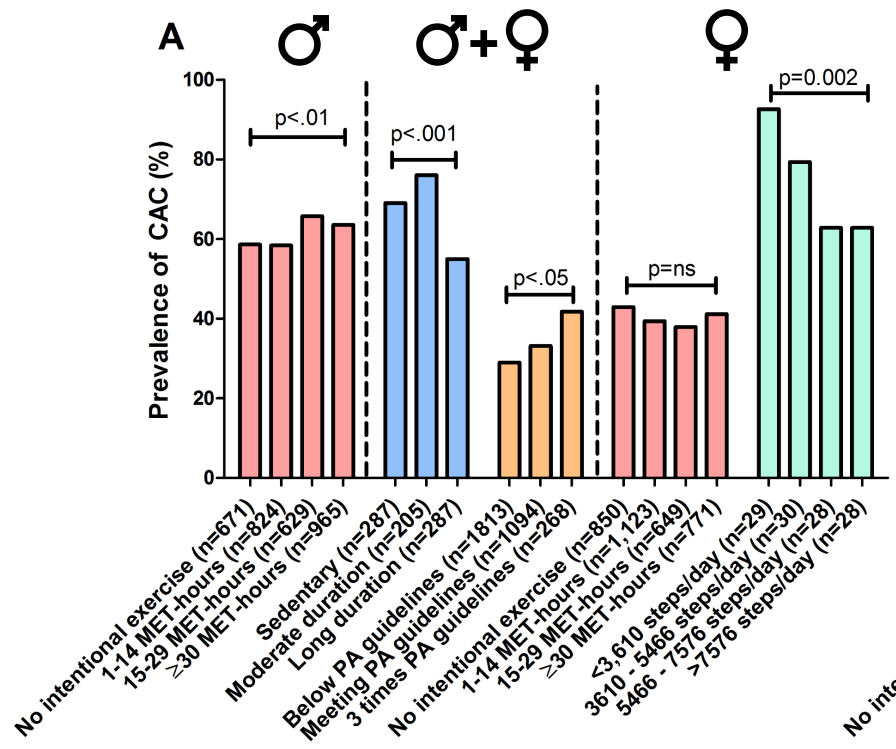 A
♂
♂+♀
♀
Prevalence of CAC (%)
100
80
60
40
20
0
p<.01
p<.001
p<.05
p=ns
p=0.002
No intentional exercise (n=671)
1-14 MET-hours (n=824)
15-29 MET-hours (n=629)
≥30 MET-hours (n=965)
Sedentary (n=287)
Moderate duration (n=205)
Long duration (n=287)
Below PA guidelines (n=1813)
Meeting PA guidelines (n=1094)
3 times PA guidelines (n=268)
No intentional exercise (n=850)
1-14 MET-hours (n=1,123)
15-29 MET-hours (n=649)
≥30 MET-hours (n=771)
<3,610 steps/day (n=29)
3610 - 5466 steps/day (n=30)
5466 - 7576 steps/day (n=28)
>7576 steps/day (n=28)
No inte